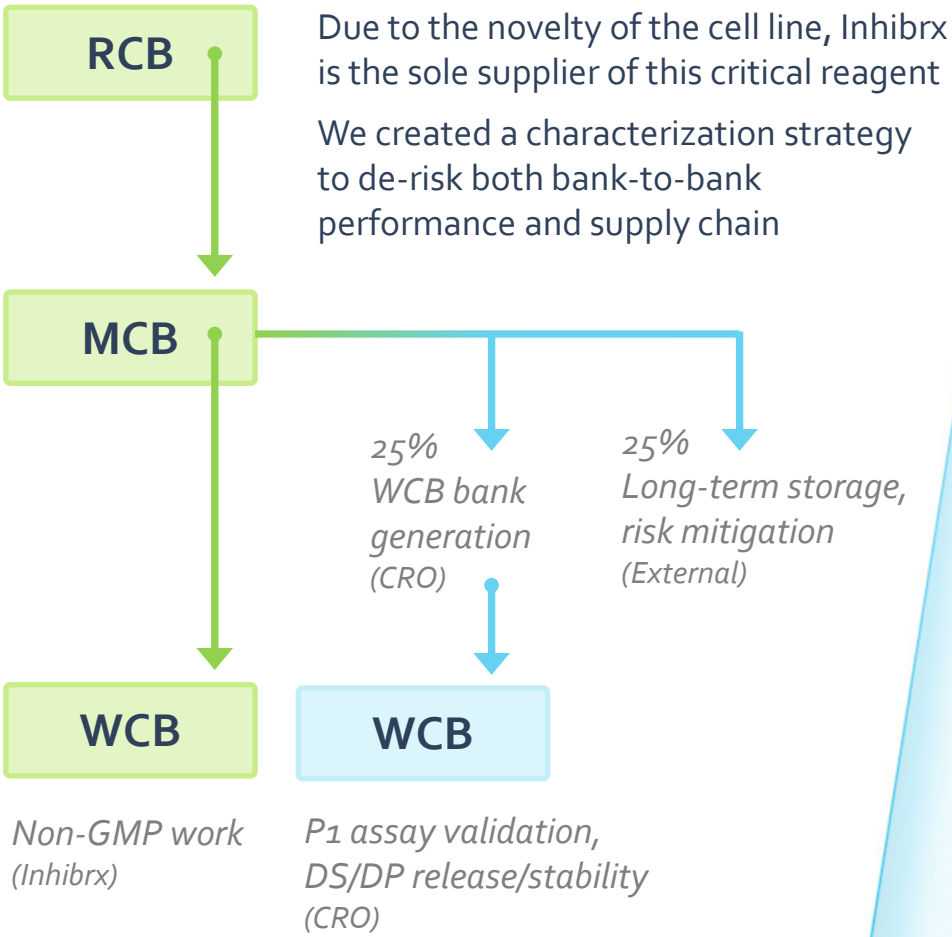 RCB
Due to the novelty of the cell line, Inhibrx
is the sole supplier of this critical reagent
We created a characterization strategy
to de-risk both bank-to-bank
performance and supply chain
MCB
25%
WCB bank
generation
(CRO)
25%
Long-term storage,
risk mitigation
(External)
WCB
Non-GMP work
(Inhibrx)
WCB
P1 assay validation,
DS/DP release/stability
(CRO)